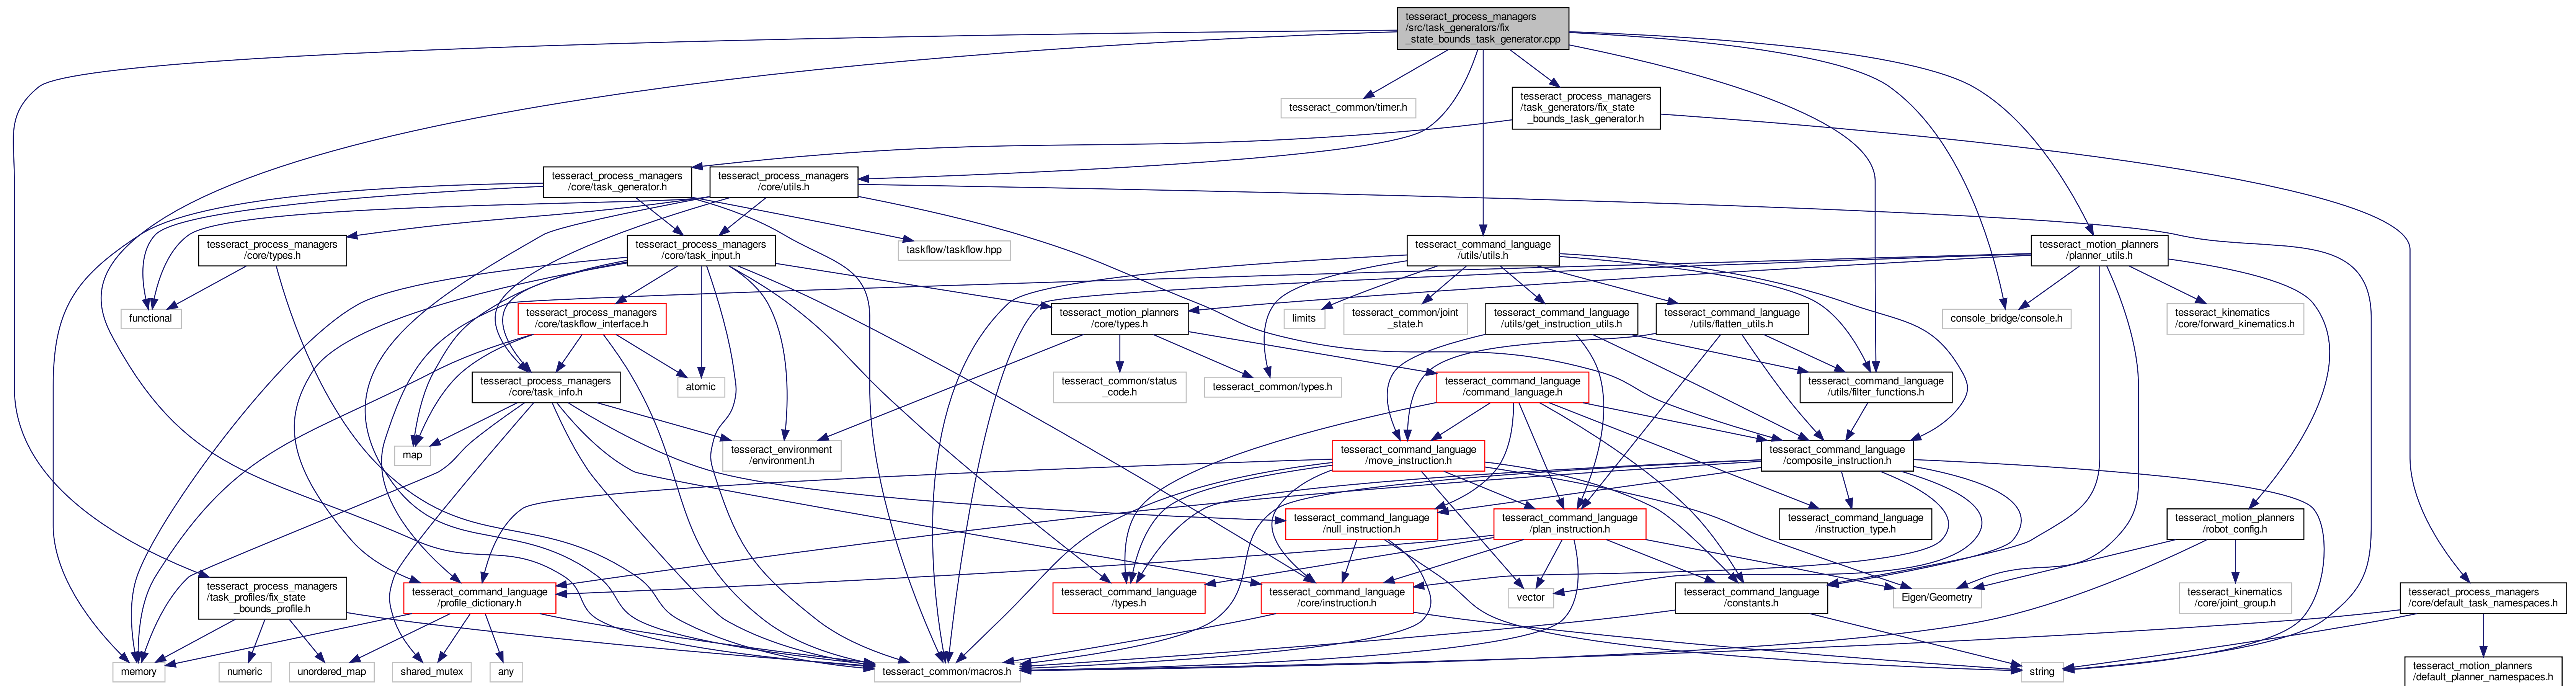 tesseract_process_managers
/src/task_generators/fix
_state_bounds_task_generator.cpp
tesseract_common/timer.h
tesseract_process_managers
/task_generators/fix_state
_bounds_task_generator.h
tesseract_process_managers
/core/task_generator.h
tesseract_process_managers
/core/utils.h
tesseract_process_managers
/core/types.h
tesseract_process_managers
/core/task_input.h
taskflow/taskflow.hpp
tesseract_command_language
/utils/utils.h
tesseract_motion_planners
/planner_utils.h
functional
tesseract_process_managers
/core/taskflow_interface.h
tesseract_motion_planners
/core/types.h
limits
tesseract_common/joint
_state.h
tesseract_command_language
/utils/get_instruction_utils.h
tesseract_command_language
/utils/flatten_utils.h
console_bridge/console.h
tesseract_kinematics
/core/forward_kinematics.h
tesseract_process_managers
/core/task_info.h
atomic
tesseract_common/status
_code.h
tesseract_common/types.h
tesseract_command_language
/command_language.h
tesseract_command_language
/utils/filter_functions.h
map
tesseract_environment
/environment.h
tesseract_command_language
/move_instruction.h
tesseract_command_language
/composite_instruction.h
tesseract_command_language
/null_instruction.h
tesseract_command_language
/plan_instruction.h
tesseract_command_language
/instruction_type.h
tesseract_motion_planners
/robot_config.h
tesseract_process_managers
/task_profiles/fix_state
_bounds_profile.h
tesseract_command_language
/profile_dictionary.h
tesseract_command_language
/types.h
tesseract_command_language
/core/instruction.h
vector
tesseract_command_language
/constants.h
Eigen/Geometry
tesseract_kinematics
/core/joint_group.h
tesseract_process_managers
/core/default_task_namespaces.h
memory
numeric
unordered_map
shared_mutex
any
tesseract_common/macros.h
string
tesseract_motion_planners
/default_planner_namespaces.h